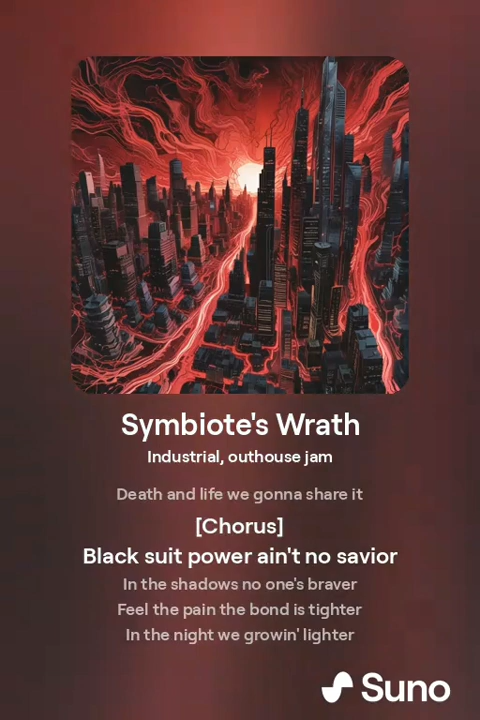 Symbiote's Wrath
Industrial, outhouse jam
Death and life we gonna share it
[Chorus]
Black suit power ain't no savior
In the shadows no one's braver
Feel the pain the bond is tighter
In the night we growin' lighter
Suno